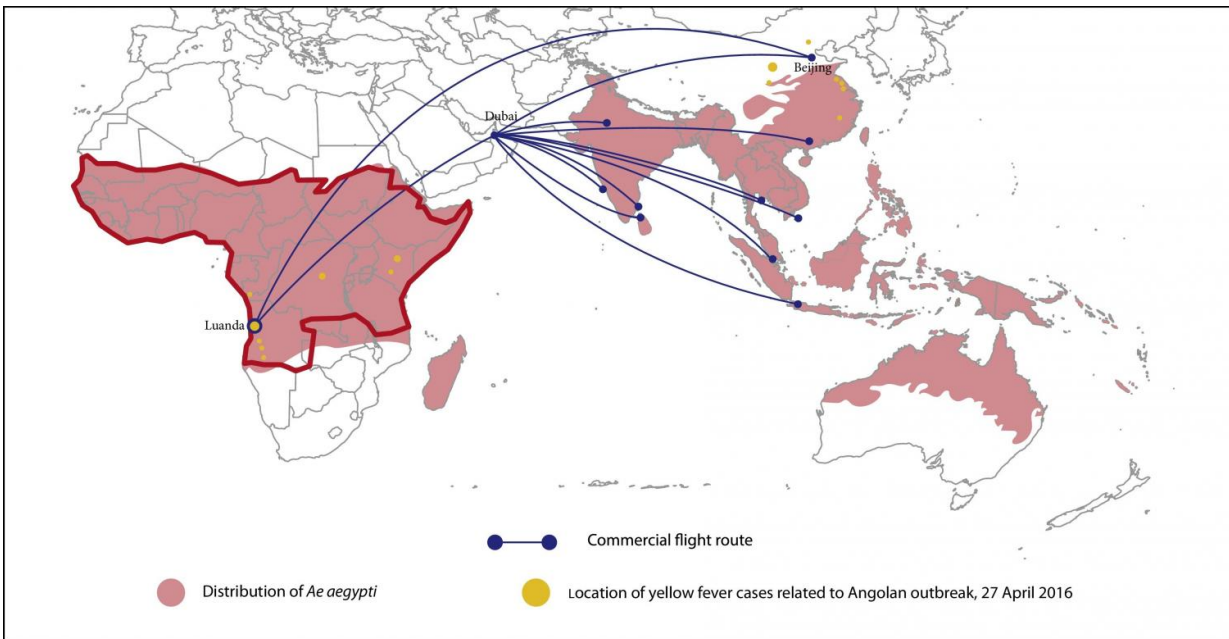 Beijing
Dubai
Luanda
Commercial flight route
Distribution of Ae aegypti
Location of yellow fever cases related to Angolan outbreak, 27 April 2016